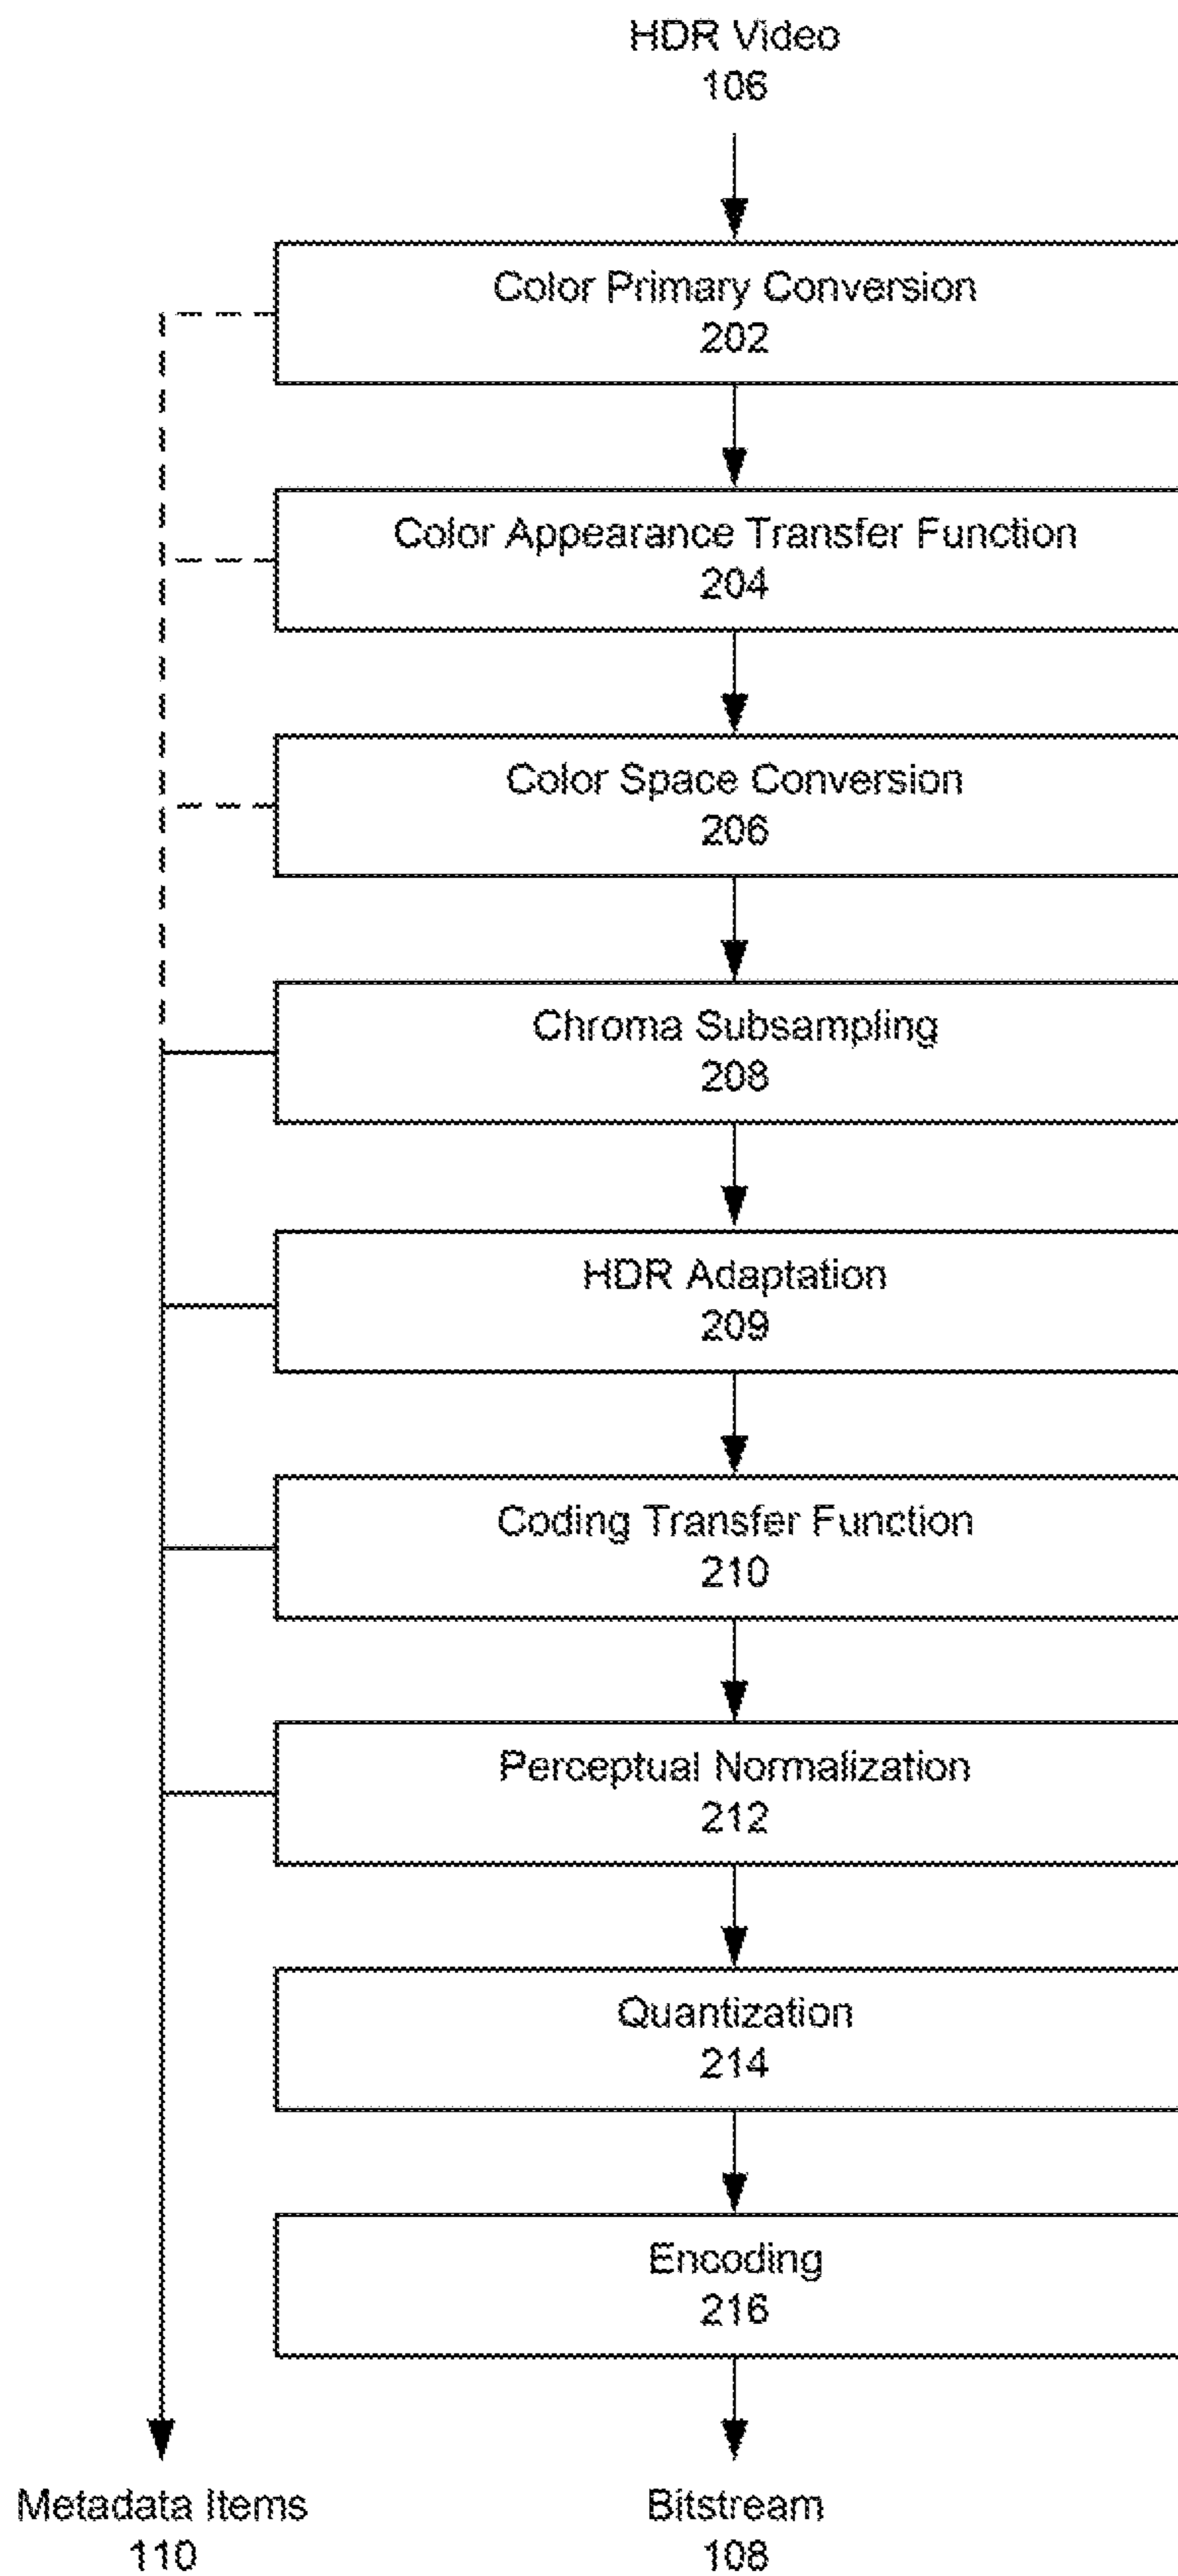 HDR Video
106
Color Primary Conversion
202
Color Appearance Transfer Function
204
Color Space Conversion
206
Chroma Subsampling
208
HDR Adaptation
209
Coding Transfer Function
210
Perceptual Normalization
212
Quantization
214
Encoding
216
Metadata Items
110
Bitstream
108